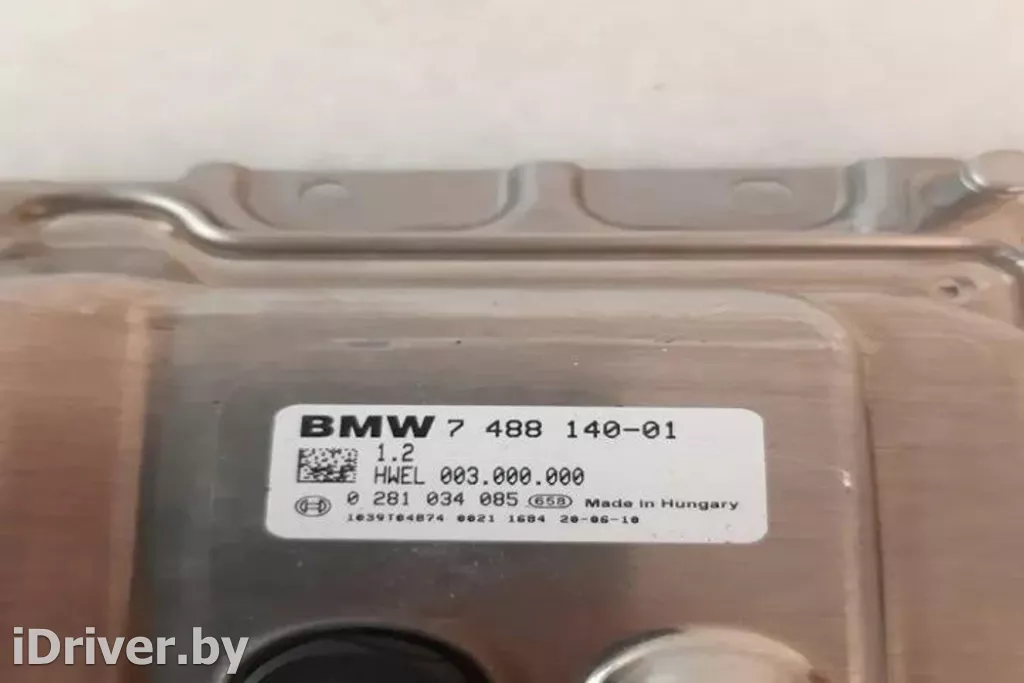 BMW 7 488 140-01
1.2
HWEL 003.000.000
0 281 034 085 658 Made in Hungary
1039T04874 0021 1684 20-06-10
iDriver.by